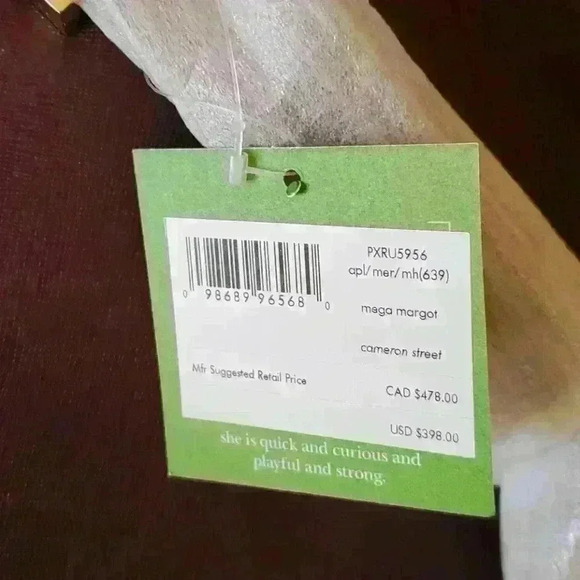 PXRU5956
apl/mer/mh(639)
0 98689 96568 0
mega margot
cameron street
Mfr Suggested Retail Price
CAD $478.00
USD $398.00
she is quick and curious and
playful and strong.